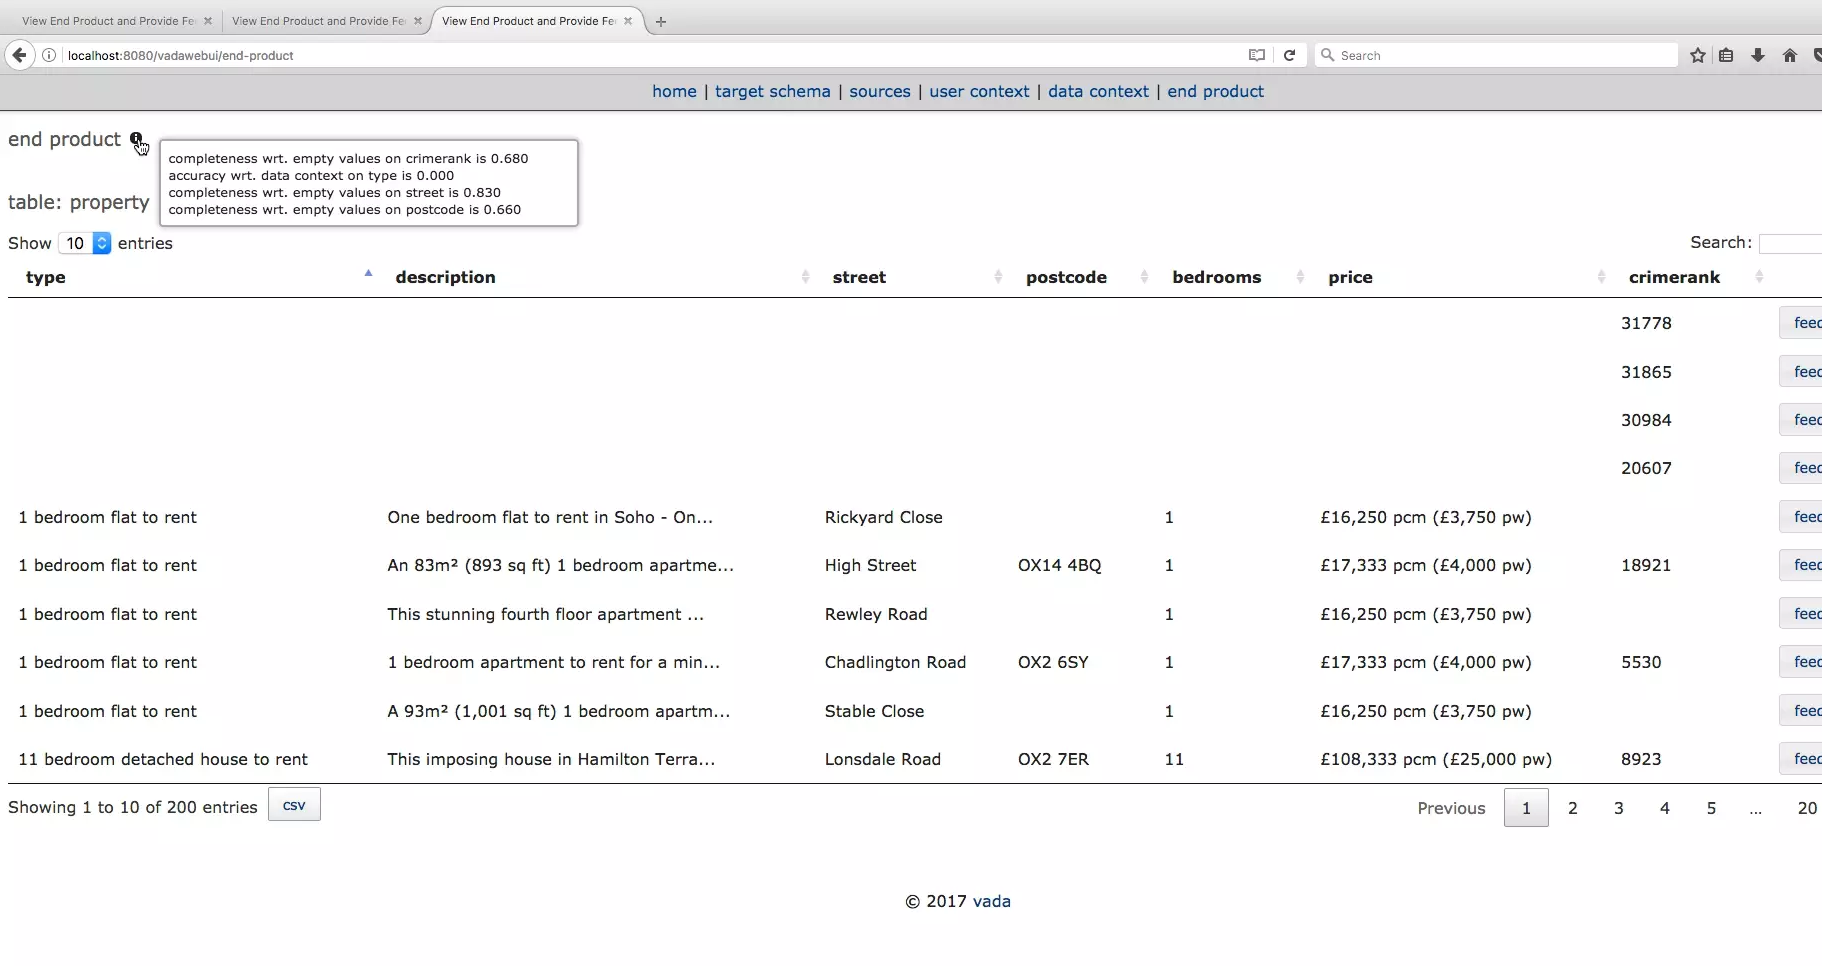 View End Product and Provide Fe
View End Product and Provide Fe
View End Product and Provide Fe
localhost:8080/vadawebui/end-product
Search
home | target schema | sources | user context | data context | end product
end product
completeness wrt. empty values on crimerank is 0.680
accuracy wrt. data context on type is 0.000
completeness wrt. empty values on street is 0.830
completeness wrt. empty values on postcode is 0.660
table: property
Show 10 entries
Search:
type description street postcode bedrooms price crimerank
31778 feec
31865 feec
30984 feec
20607 feec
1 bedroom flat to rent One bedroom flat to rent in Soho - On... Rickyard Close 1 £16,250 pcm (£3,750 pw) feec
1 bedroom flat to rent An 83m² (893 sq ft) 1 bedroom apartme... High Street OX14 4BQ 1 £17,333 pcm (£4,000 pw) 18921 feec
1 bedroom flat to rent This stunning fourth floor apartment ... Rewley Road 1 £16,250 pcm (£3,750 pw) feec
1 bedroom flat to rent 1 bedroom apartment to rent for a min... Chadlington Road OX2 6SY 1 £17,333 pcm (£4,000 pw) 5530 feec
1 bedroom flat to rent A 93m² (1,001 sq ft) 1 bedroom apartm... Stable Close 1 £16,250 pcm (£3,750 pw) feec
11 bedroom detached house to rent This imposing house in Hamilton Terra... Lonsdale Road OX2 7ER 11 £108,333 pcm (£25,000 pw) 8923 feec
Showing 1 to 10 of 200 entries csv
Previous 1 2 3 4 5 ... 20
© 2017 vada